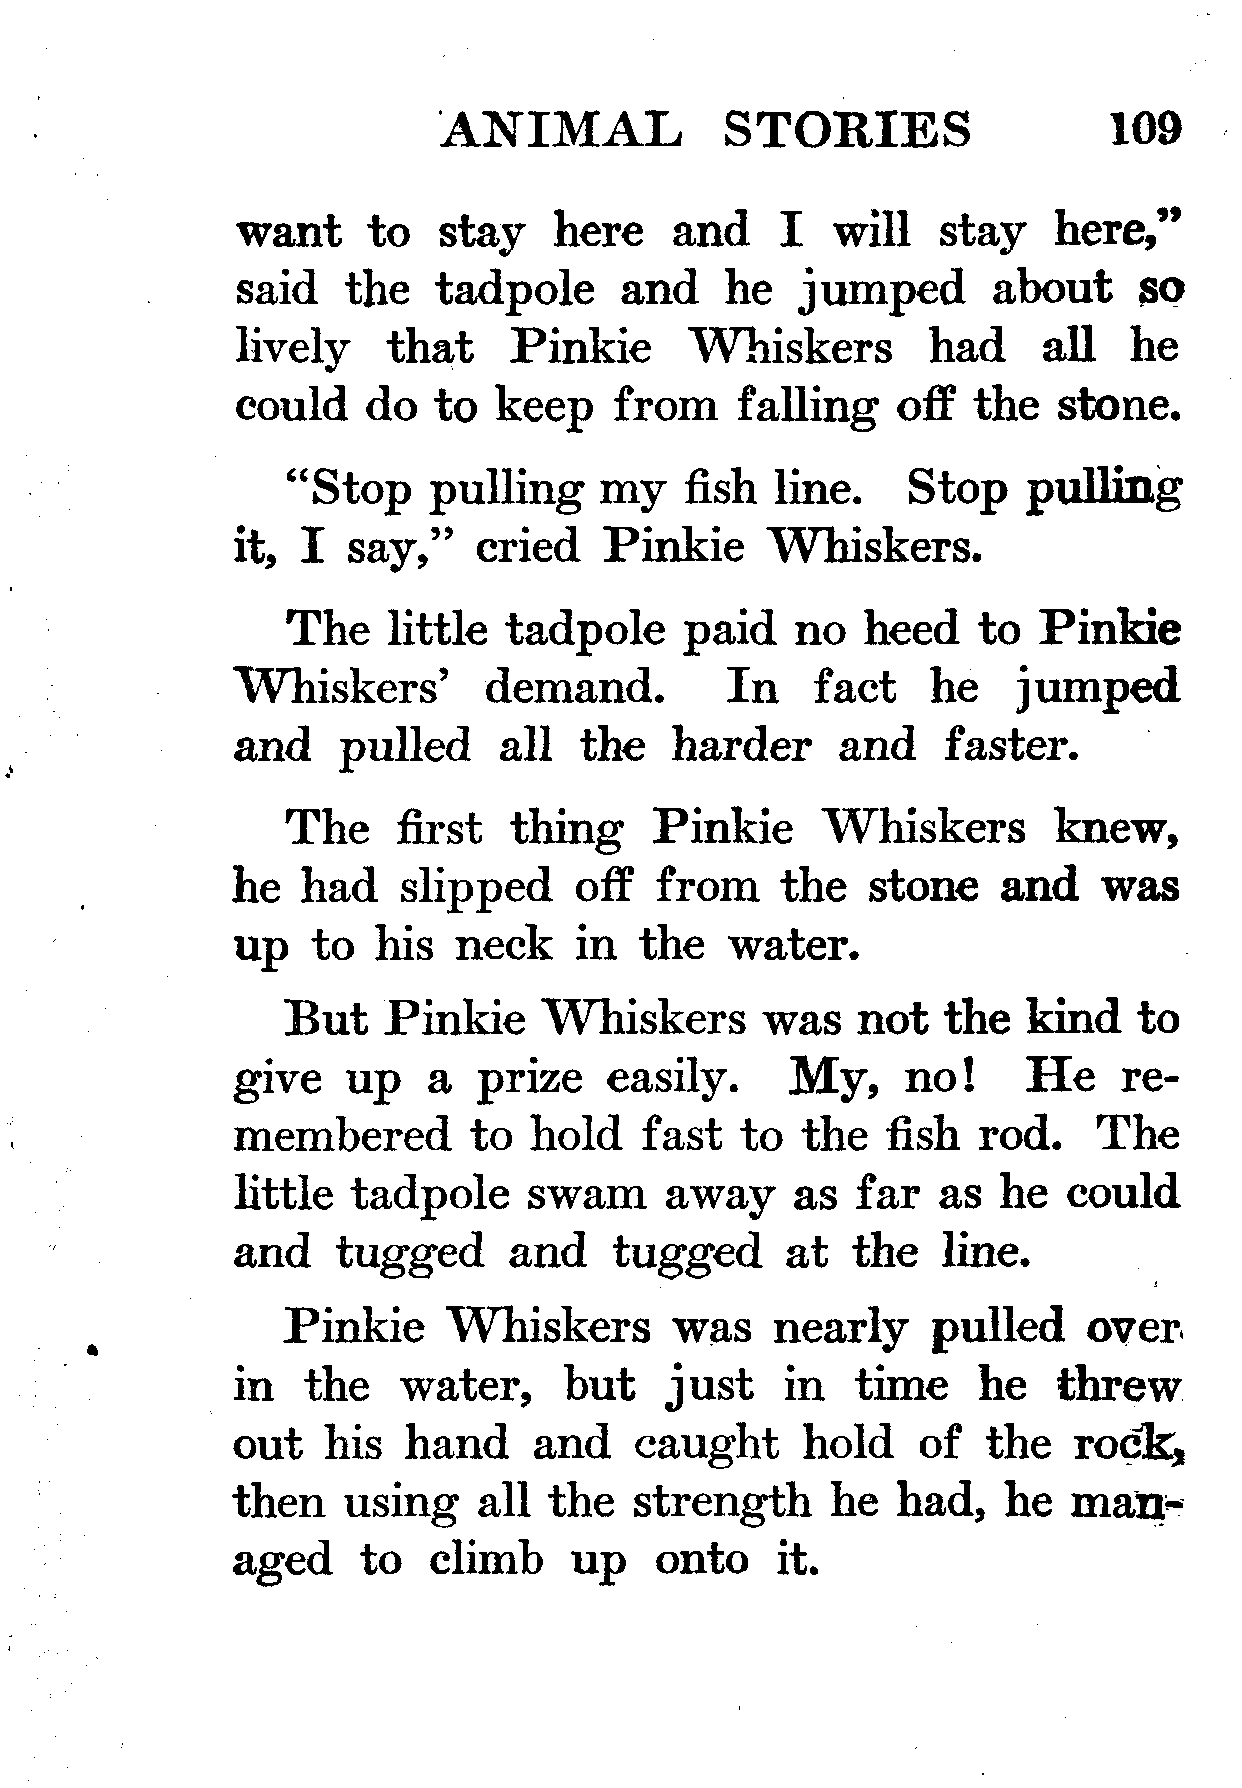 ANIMAL STORIES 109
want to stay here and I will stay here,”
said the tadpole and he jumped about so
lively that Pinkie Whiskers had all he
could do to keep from falling off the stone.
“Stop pulling my fish line. Stop pulling
it, I say,” cried Pinkie Whiskers.
The little tadpole paid no heed to Pinkie
Whiskers’ demand. In fact he jumped
and pulled all the harder and faster.
The first thing Pinkie Whiskers knew,
he had slipped off from the stone and was
up to his neck in the water.
But Pinkie Whiskers was not the kind to
give up a prize easily. My, no! He re-
membered to hold fast to the fish rod. The
little tadpole swam away as far as he could
and tugged and tugged at the line.
Pinkie Whiskers was nearly pulled over
in the water, but just in time he threw
out his hand and caught hold of the rock,
then using all the strength he had, he man-
aged to climb up onto it.